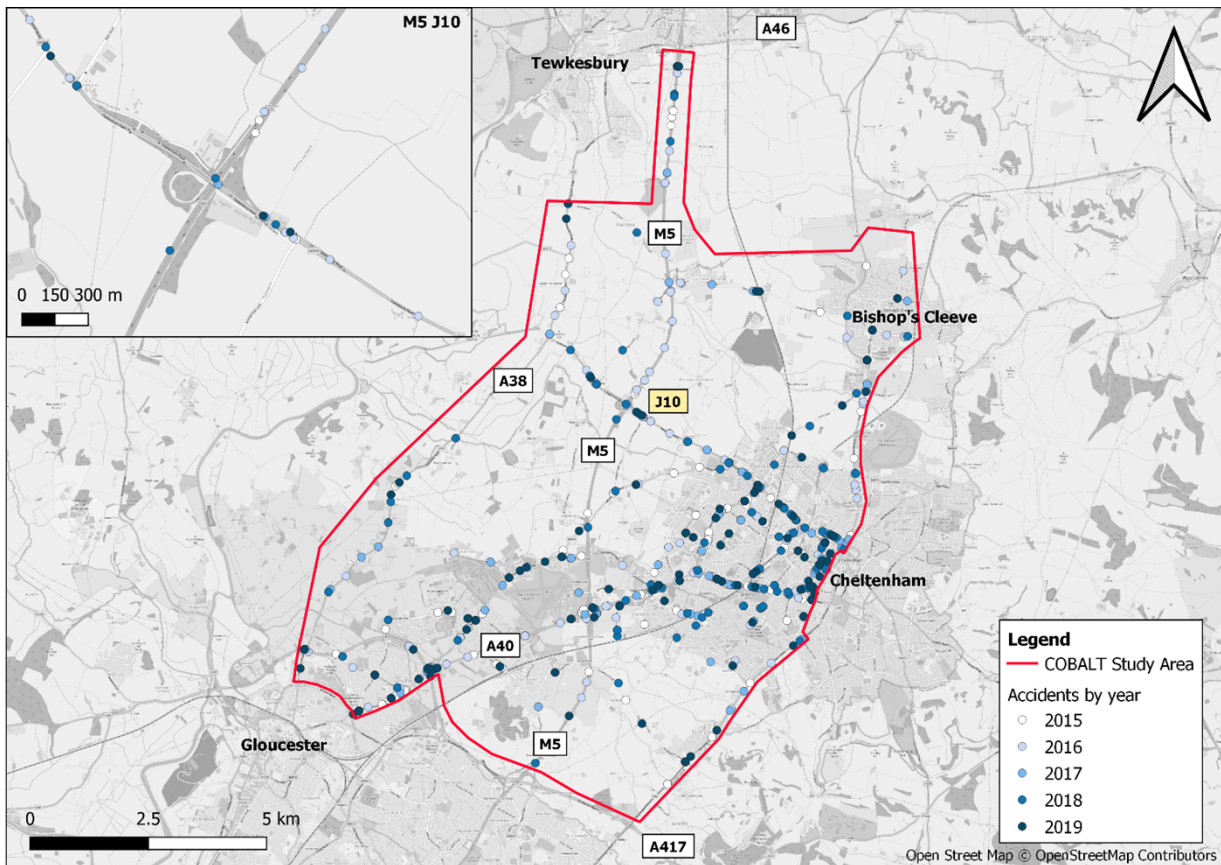 M5 J10
0 150 300 m
A46
Tewkesbury
M5
Bishop's Cleeve
A38
J10
M5
Cheltenham
A40
Gloucester
M5
A417
0 2.5 5 km
Legend
COBALT Study Area
Accidents by year
2015
2016
2017
2018
2019
Open Street Map © OpenStreetMap Contributors